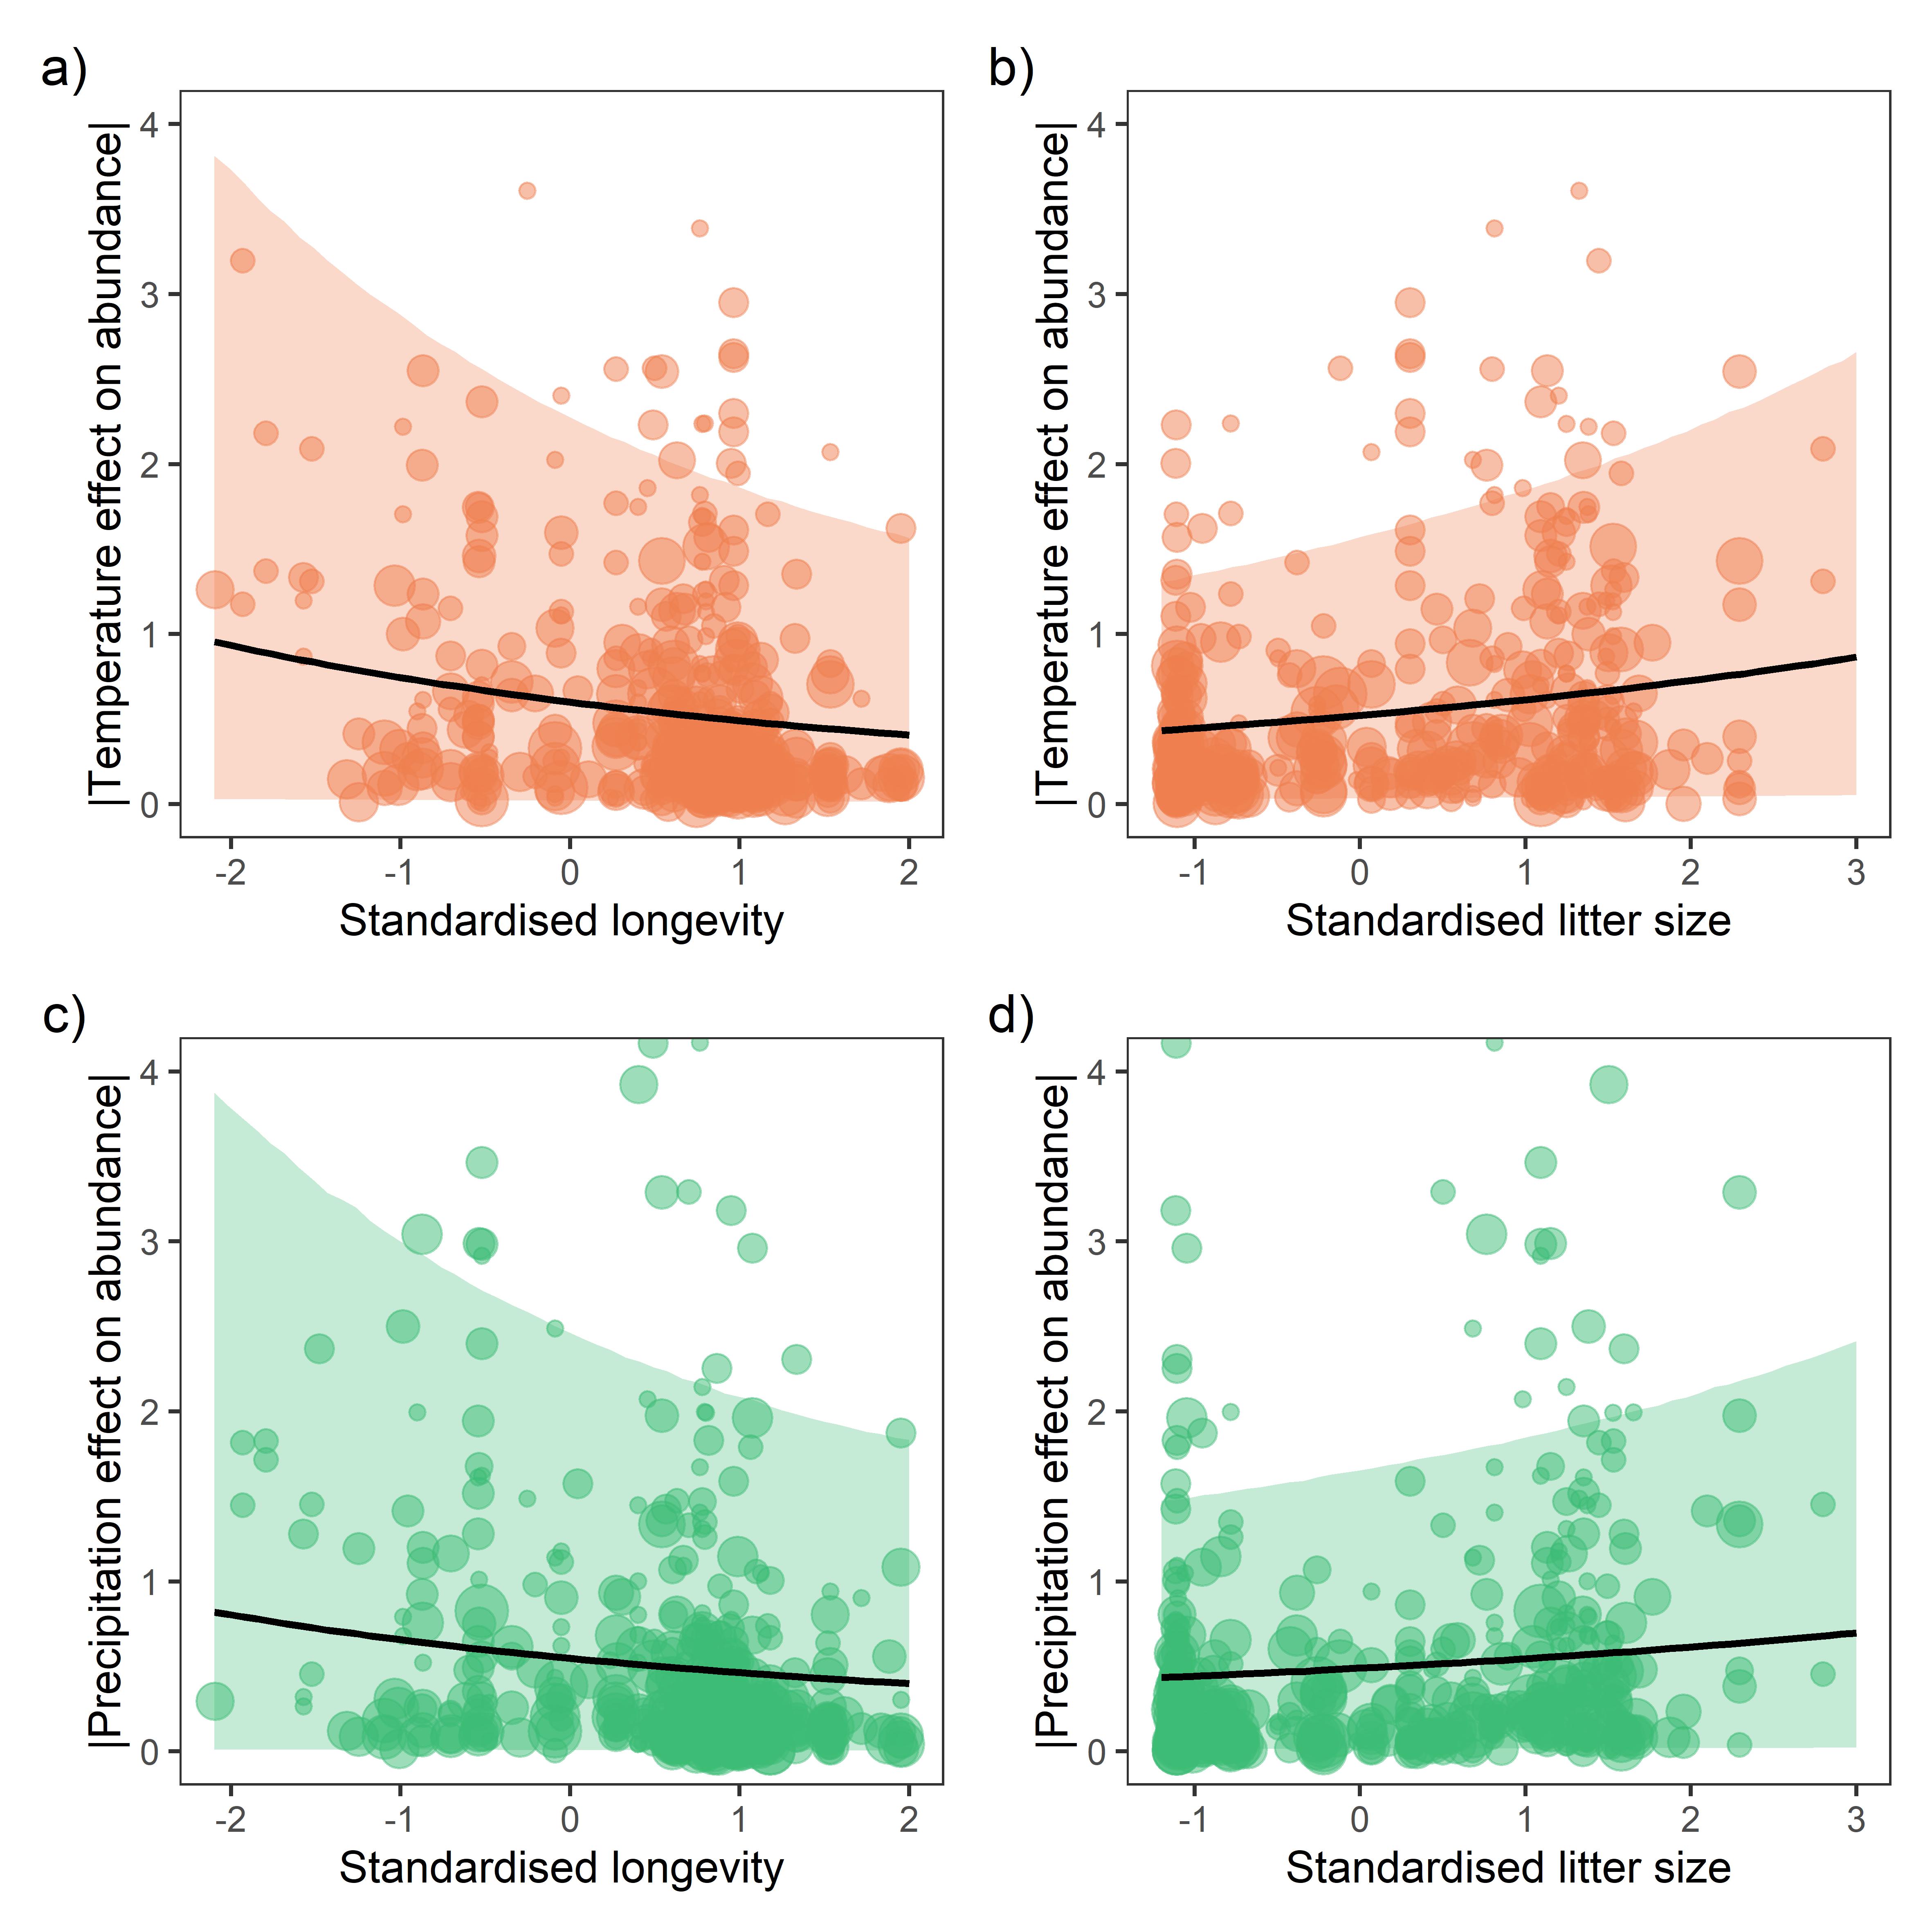 a)
|Temperature effect on abundance|
4
3
2
1
0
-2 -1 0 1 2
Standardised longevity
b)
|Temperature effect on abundance|
4
3
2
1
0
-1 0 1 2 3
Standardised litter size
c)
|Precipitation effect on abundance|
4
3
2
1
0
-2 -1 0 1 2
Standardised longevity
d)
|Precipitation effect on abundance|
4
3
2
1
0
-1 0 1 2 3
Standardised litter size